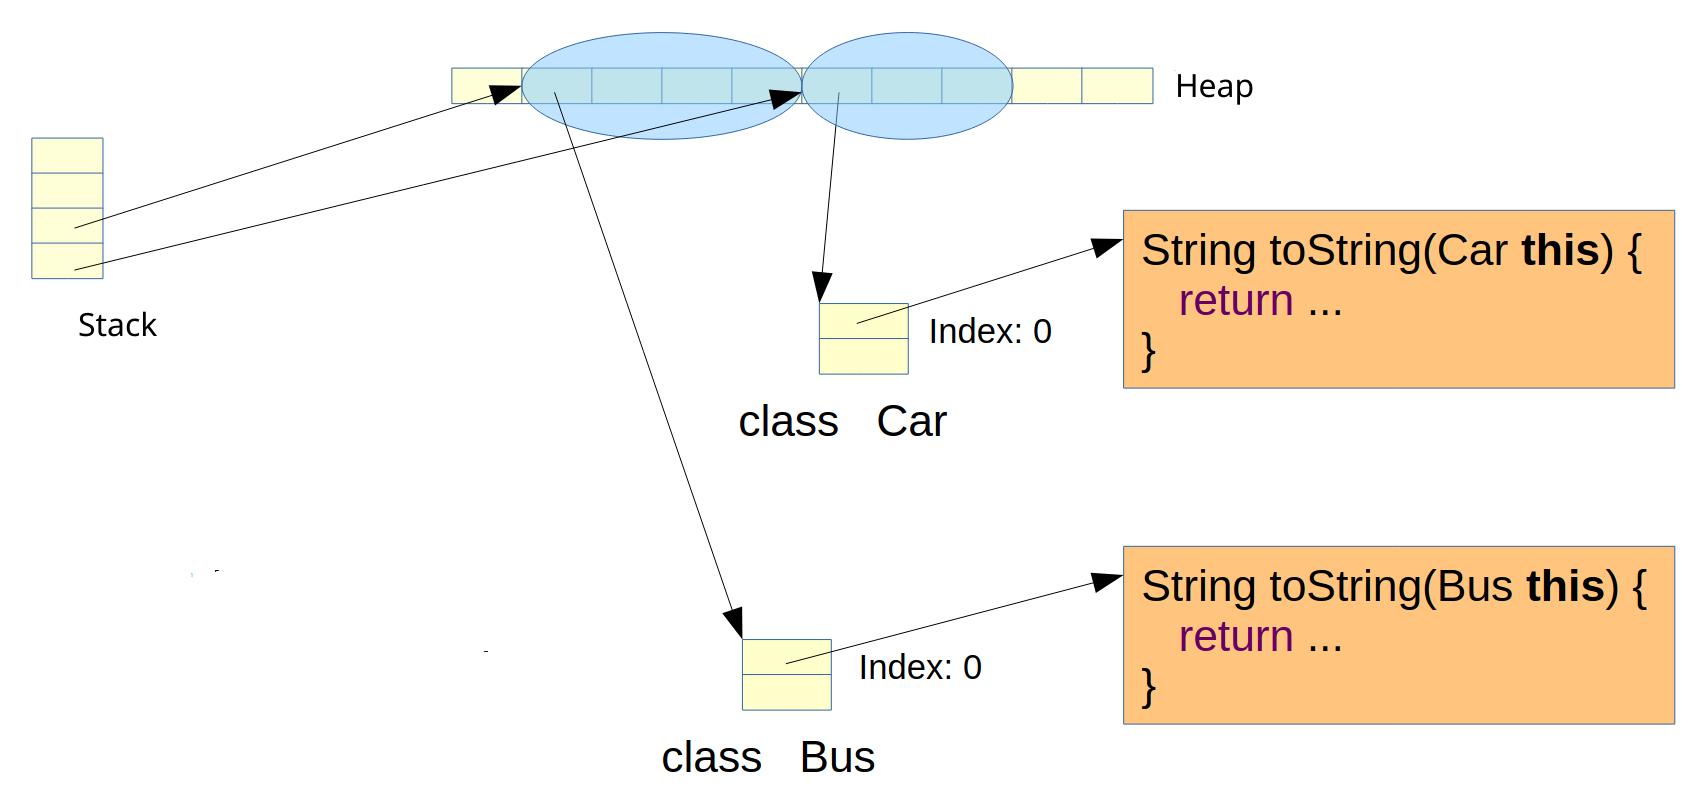 Heap
Stack
String toString(Car this) {
return ...
}
Index: 0
class Car
String toString(Bus this) {
return ...
}
Index: 0
class Bus